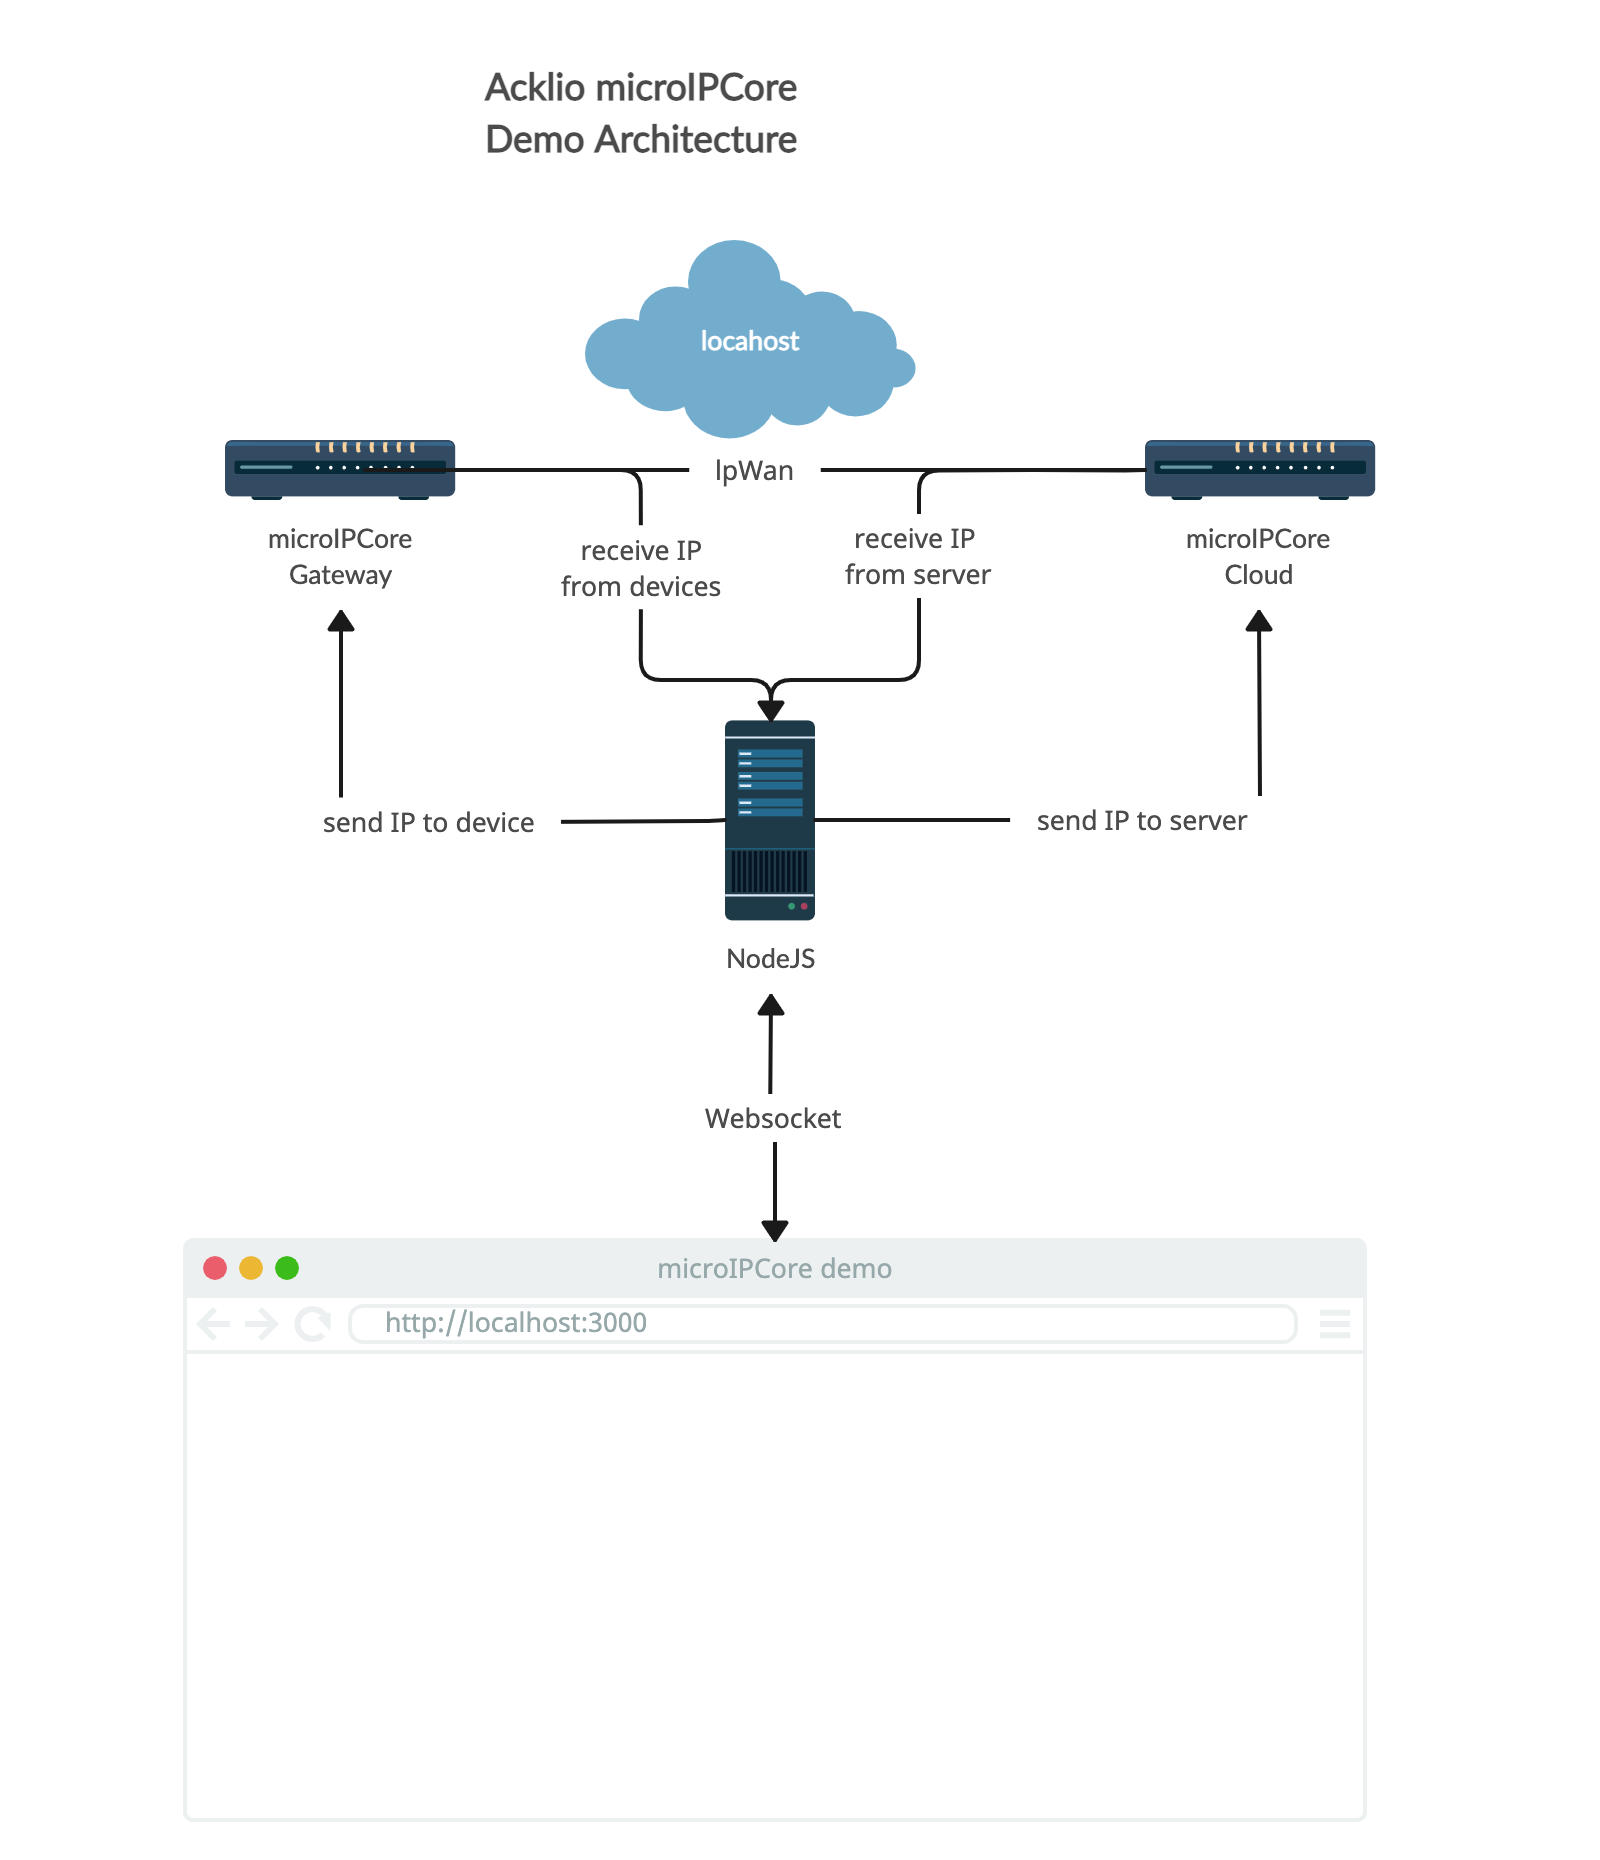 Acklio microIPCore
Demo Architecture
locahost
lpWan
microIPCore
Gateway
receive IP
from devices
receive IP
from server
microIPCore
Cloud
send IP to device
send IP to server
NodeJS
Websocket
microIPCore demo
http://localhost:3000